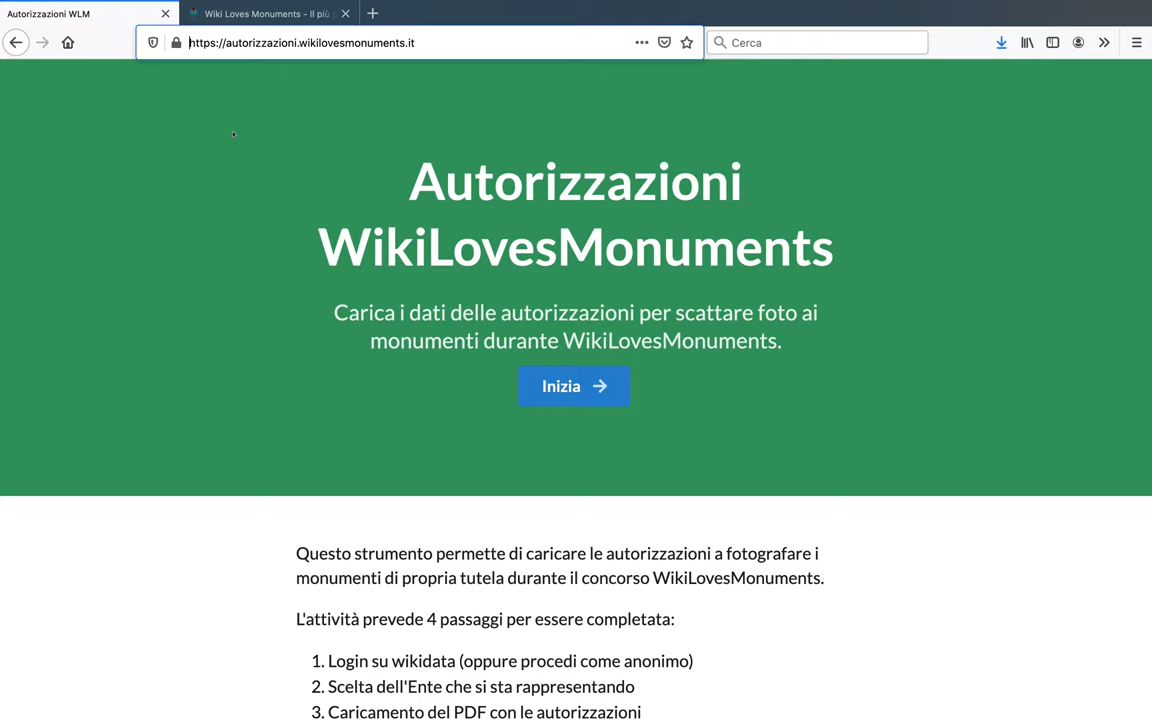 Autorizzazioni WLM
Wiki Loves Monuments - Il più
https://autorizzazioni.wikilovesmonuments.it
Cerca
Autorizzazioni
WikiLovesMonuments
Carica i dati delle autorizzazioni per scattare foto ai
monumenti durante WikiLovesMonuments.
Inizia
Questo strumento permette di caricare le autorizzazioni a fotografare i
monumenti di propria tutela durante il concorso WikiLovesMonuments.
L'attività prevede 4 passaggi per essere completata:
1. Login su wikidata (oppure procedi come anonimo)
2. Scelta dell'Ente che si sta rappresentando
3. Caricamento del PDF con le autorizzazioni